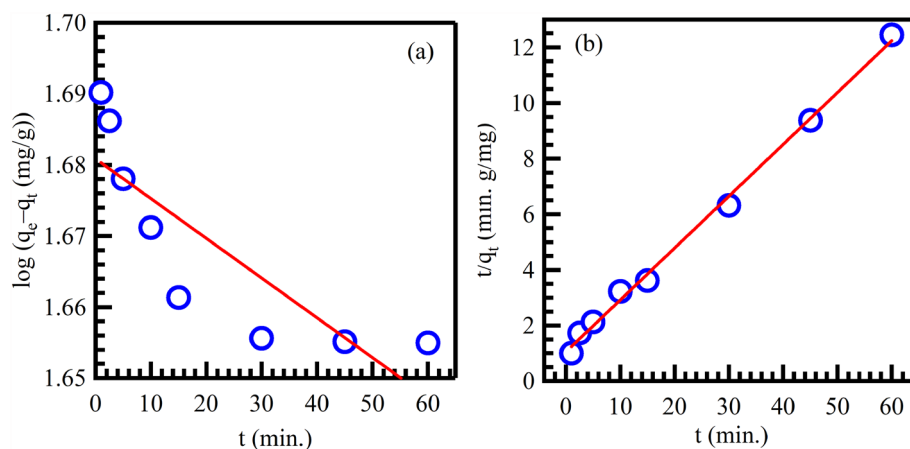 (a)
log (qₑ–qₜ (mg/g))
1.70
1.69
1.68
1.67
1.66
1.65
0 10 20 30 40 50 60
t (min.)
(b)
t/qₜ (min. g/mg)
12
10
8
6
4
2
0
0 10 20 30 40 50 60
t (min.)